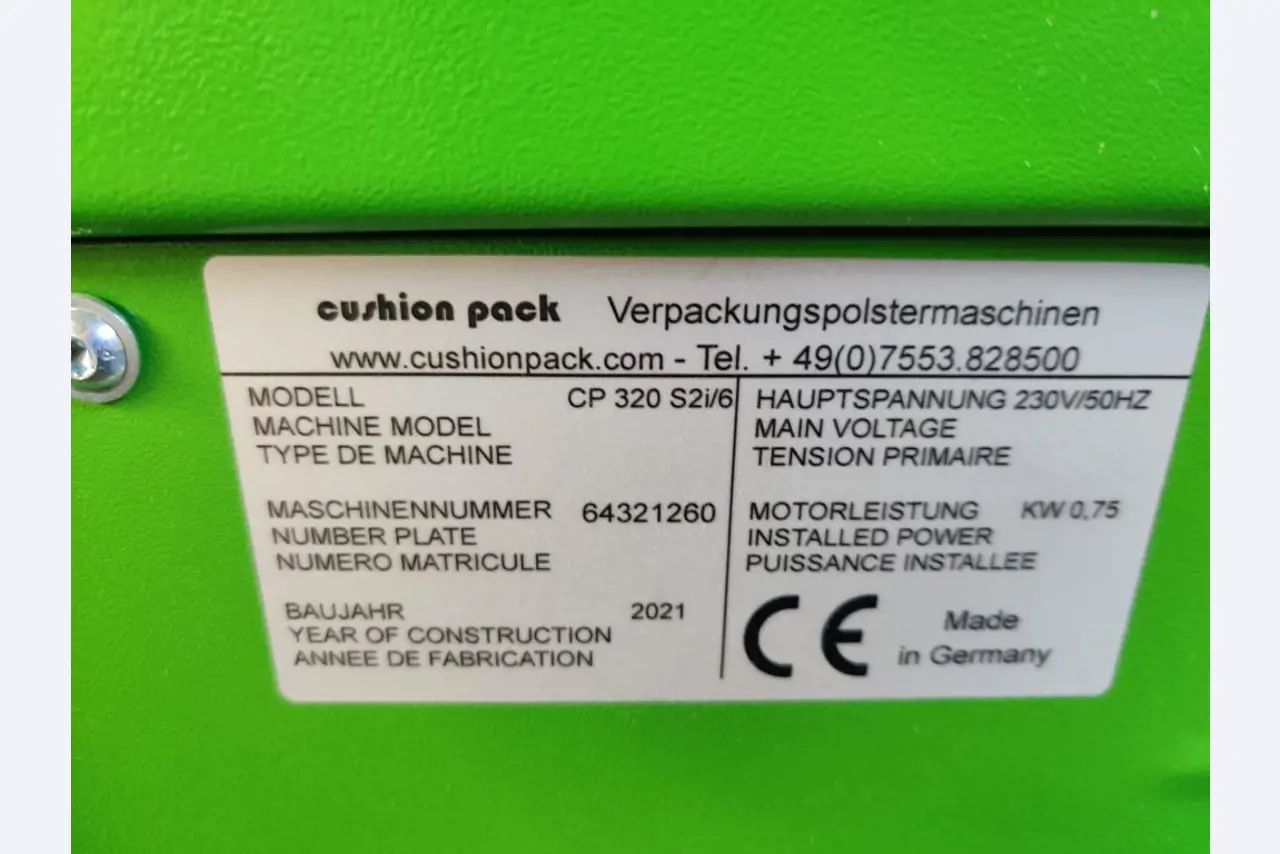 cushion pack Verpackungspolstermaschinen
www.cushionpack.com - Tel. + 49(0)7553.828500
MODELL CP 320 S2i/6
MACHINE MODEL
TYPE DE MACHINE
MASCHINENNUMMER 64321260
NUMBER PLATE
NUMERO MATRICULE
BAUJAHR 2021
YEAR OF CONSTRUCTION
ANNEE DE FABRICATION
HAUPTSPANNUNG 230V/50HZ
MAIN VOLTAGE
TENSION PRIMAIRE
MOTORLEISTUNG KW 0,75
INSTALLED POWER
PUISSANCE INSTALLEE
CE
Made
in Germany